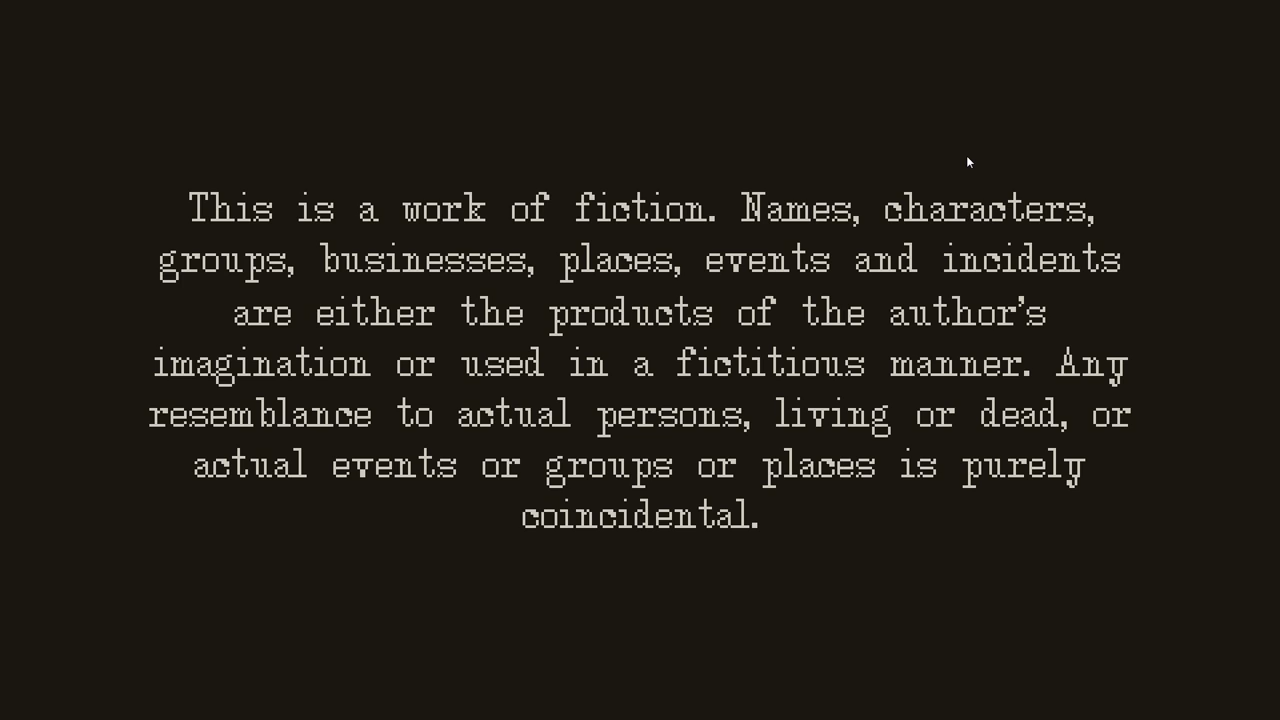 This is a work of fiction. Names, characters,
groups, businesses, places, events and incidents
are either the products of the author's
imagination or used in a fictitious manner. Any
resemblance to actual persons, living or dead, or
actual events or groups or places is purely
coincidental.